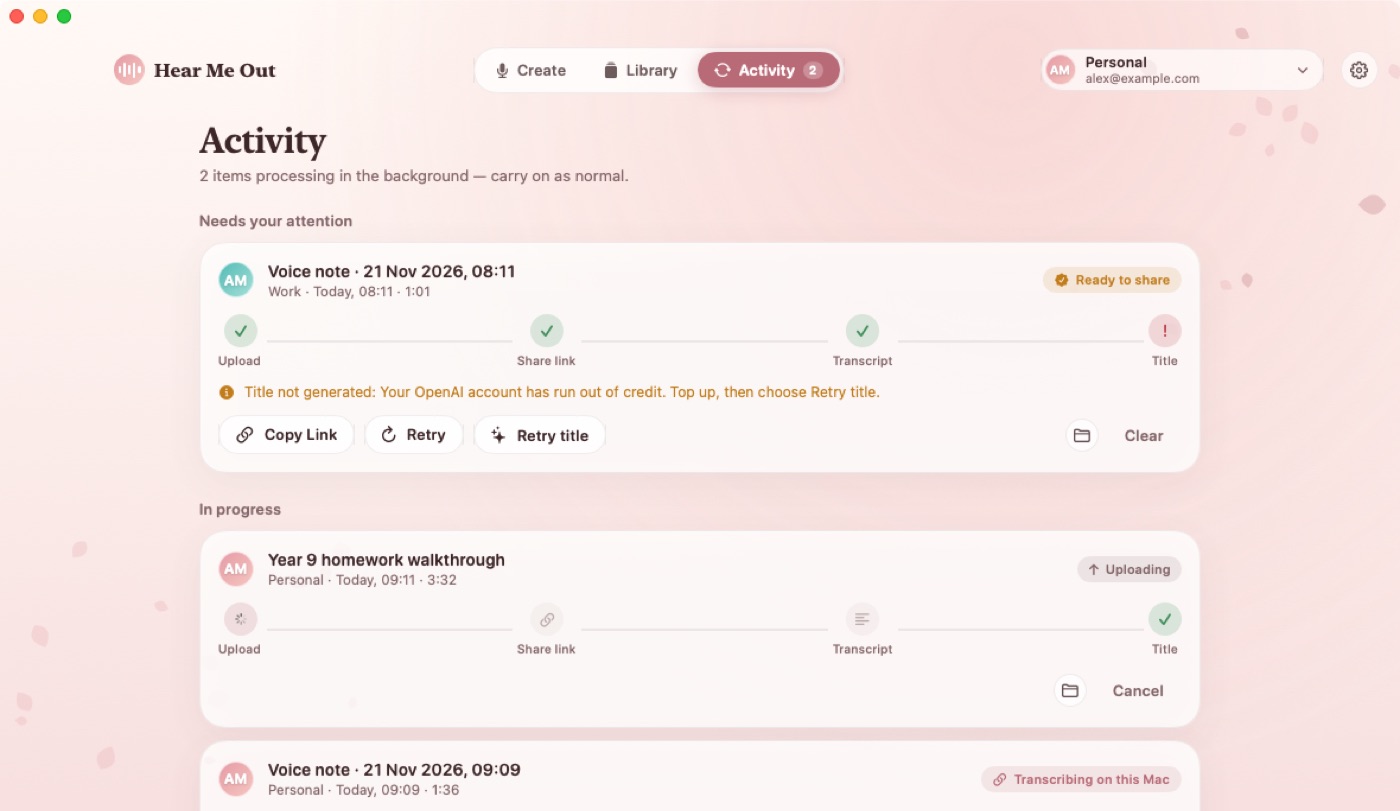 Hear Me Out
Create
Library
Activity 2
AM
Personal
alex@example.com
Activity
2 items processing in the background — carry on as normal.
Needs your attention
AM
Voice note · 21 Nov 2026, 08:11
Work · Today, 08:11 · 1:01
Ready to share
Upload
Share link
Transcript
Title
Title not generated: Your OpenAI account has run out of credit. Top up, then choose Retry title.
Copy Link
Retry
Retry title
Clear
In progress
AM
Year 9 homework walkthrough
Personal · Today, 09:11 · 3:32
Uploading
Upload
Share link
Transcript
Title
Cancel
AM
Voice note · 21 Nov 2026, 09:09
Personal · Today, 09:09 · 1:36
Transcribing on this Mac